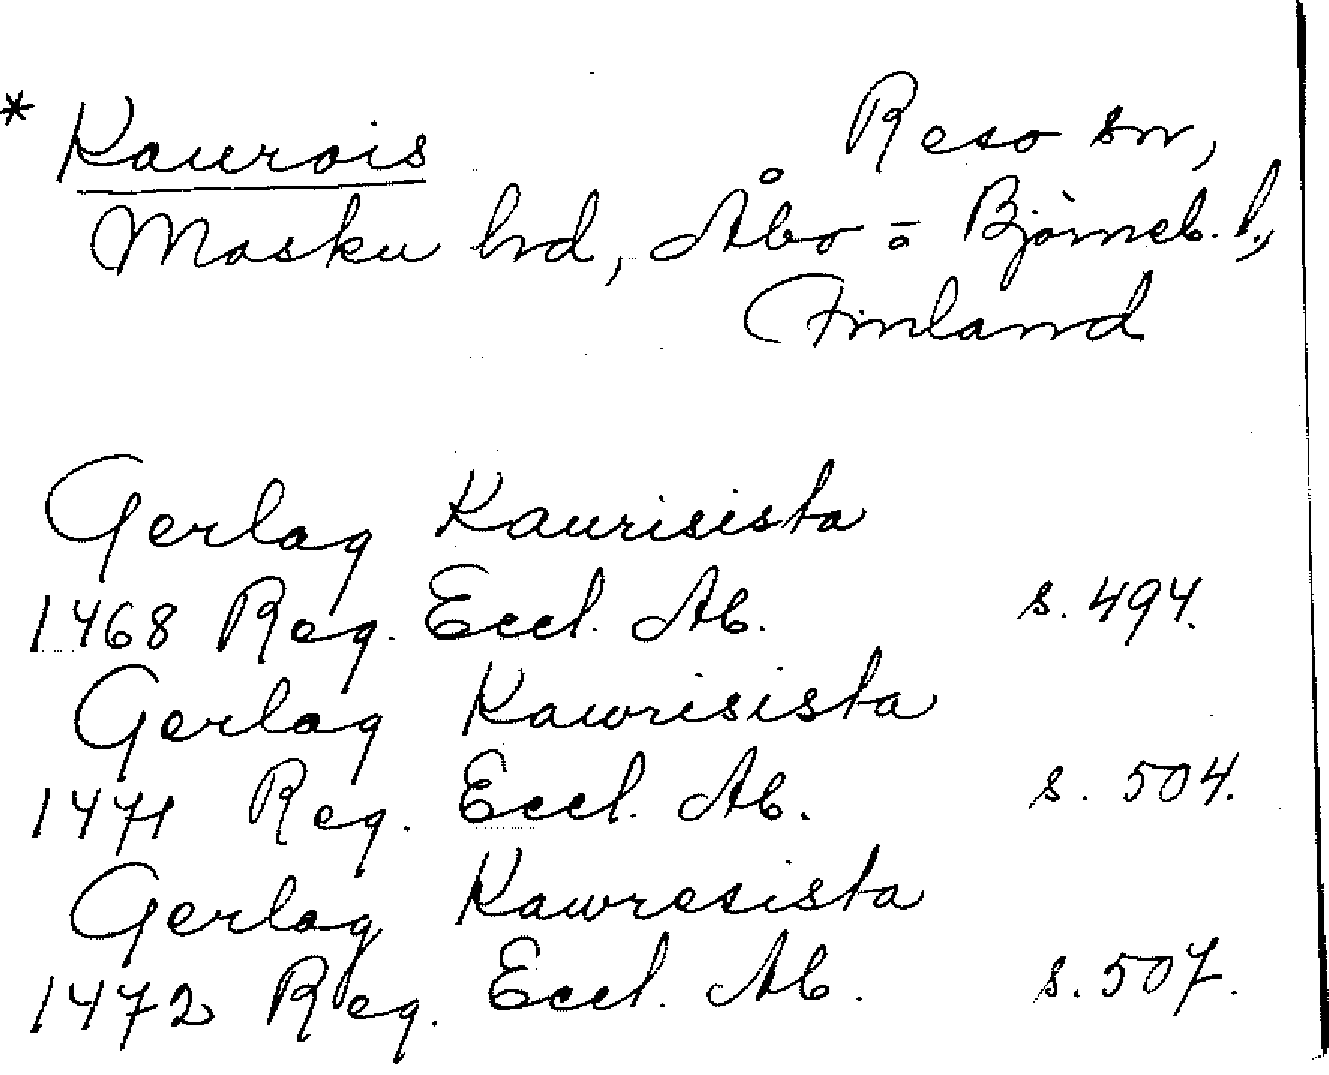 * Kaurois Reso sn,
Masku hd, Åbo = Björneb. l.,
Finland
Gerlag Kaurisista
1468 Reg. Eccl. Ab. s. 494.
Gerlag Kawrisista
1471 Reg. Eccl. Ab. s. 504.
Gerlag Kawresista
1472 Reg. Eccl. Ab. s. 507.